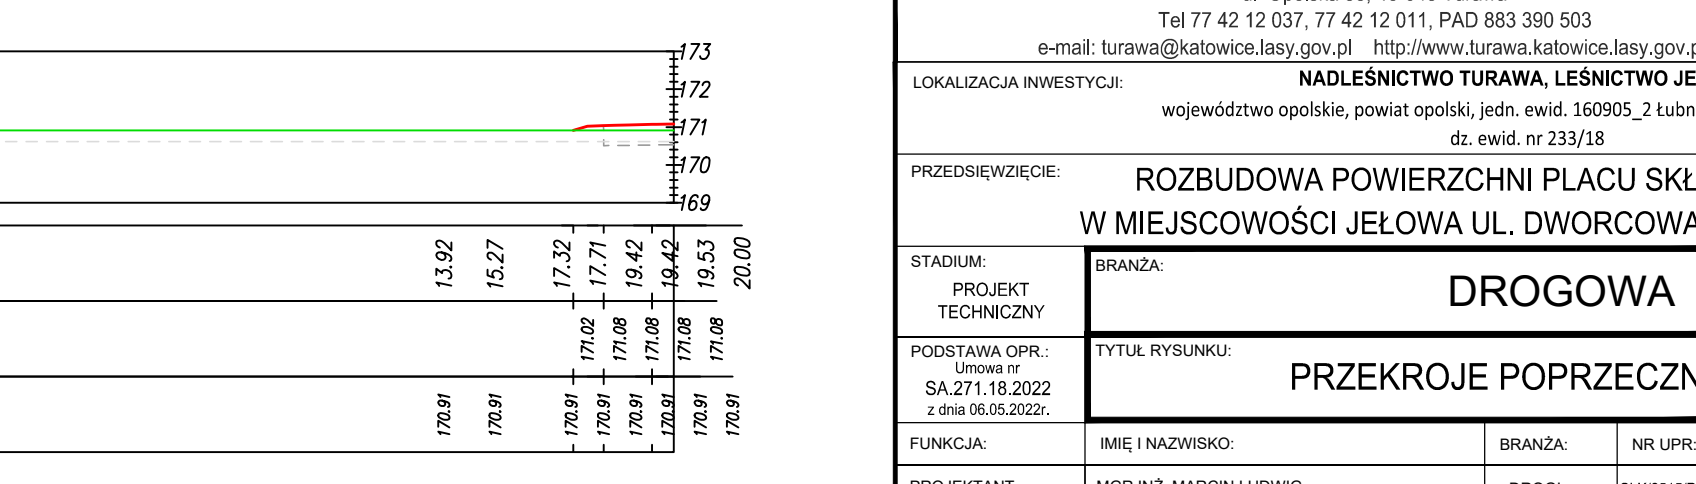 173
172
171
170
169
13.92 15.27 17.32 17.71 19.42 19.42 19.53 20.00
171.02 171.08 171.08 171.08 171.08
170.91 170.91 170.91 170.91 170.91 170.91 170.91 170.91
Tel 77 42 12 037, 77 42 12 011, PAD 883 390 503
e-mail: turawa@katowice.lasy.gov.pl http://www.turawa.katowice.lasy.gov.p
LOKALIZACJA INWESTYCJI:
NADLEŚNICTWO TURAWA, LEŚNICTWO JE
województwo opolskie, powiat opolski, jedn. ewid. 160905_2 Łubn
dz. ewid. nr 233/18
PRZEDSIĘWZIĘCIE:
ROZBUDOWA POWIERZCHNI PLACU SKŁ
W MIEJSCOWOŚCI JEŁOWA UL. DWORCOWA
STADIUM:
PROJEKT
TECHNICZNY
BRANŻA:
DROGOWA
PODSTAWA OPR.:
Umowa nr
SA.271.18.2022
z dnia 06.05.2022r.
TYTUŁ RYSUNKU:
PRZEKROJE POPRZECZN
FUNKCJA: IMIĘ I NAZWISKO: BRANŻA: NR UPR:
PROJEKTANT MGR INŻ. MARCIN LUDWIG